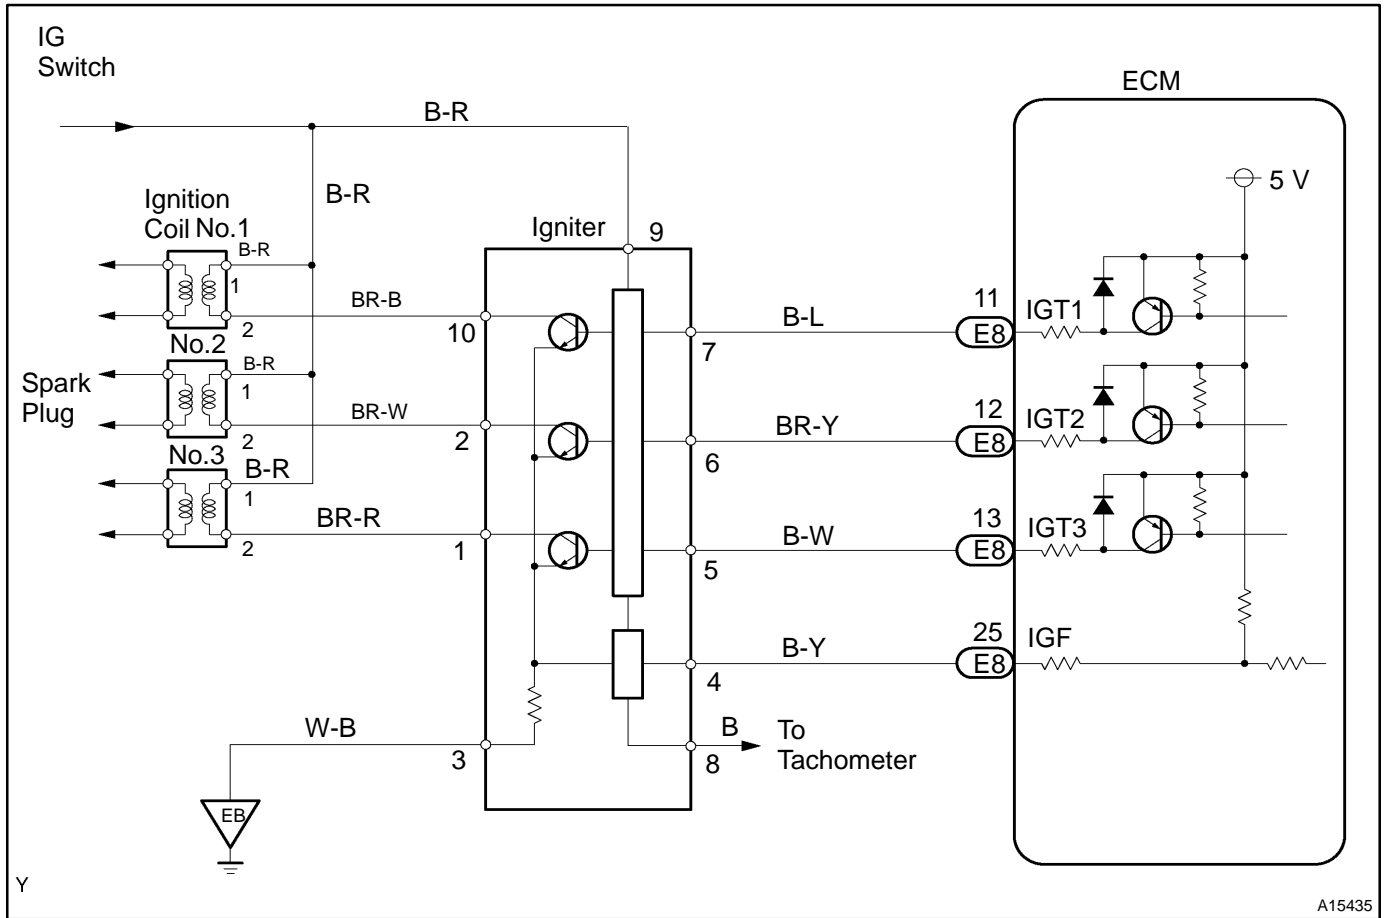 IG
Switch
ECM
B-R
5 V
B-R
Ignition
Coil No.1
Igniter
9
B-R
1
BR-B
11
IGT1
B-L
E8
10
7
2
No.2
B-R
1
Spark
Plug
BR-W
12
IGT2
BR-Y
E8
2
6
2
No.3
B-R
1
BR-R
13
IGT3
B-W
E8
1
5
2
25
IGF
B-Y
E8
4
W-B
B
To
Tachometer
3
8
EB
Y
A15435